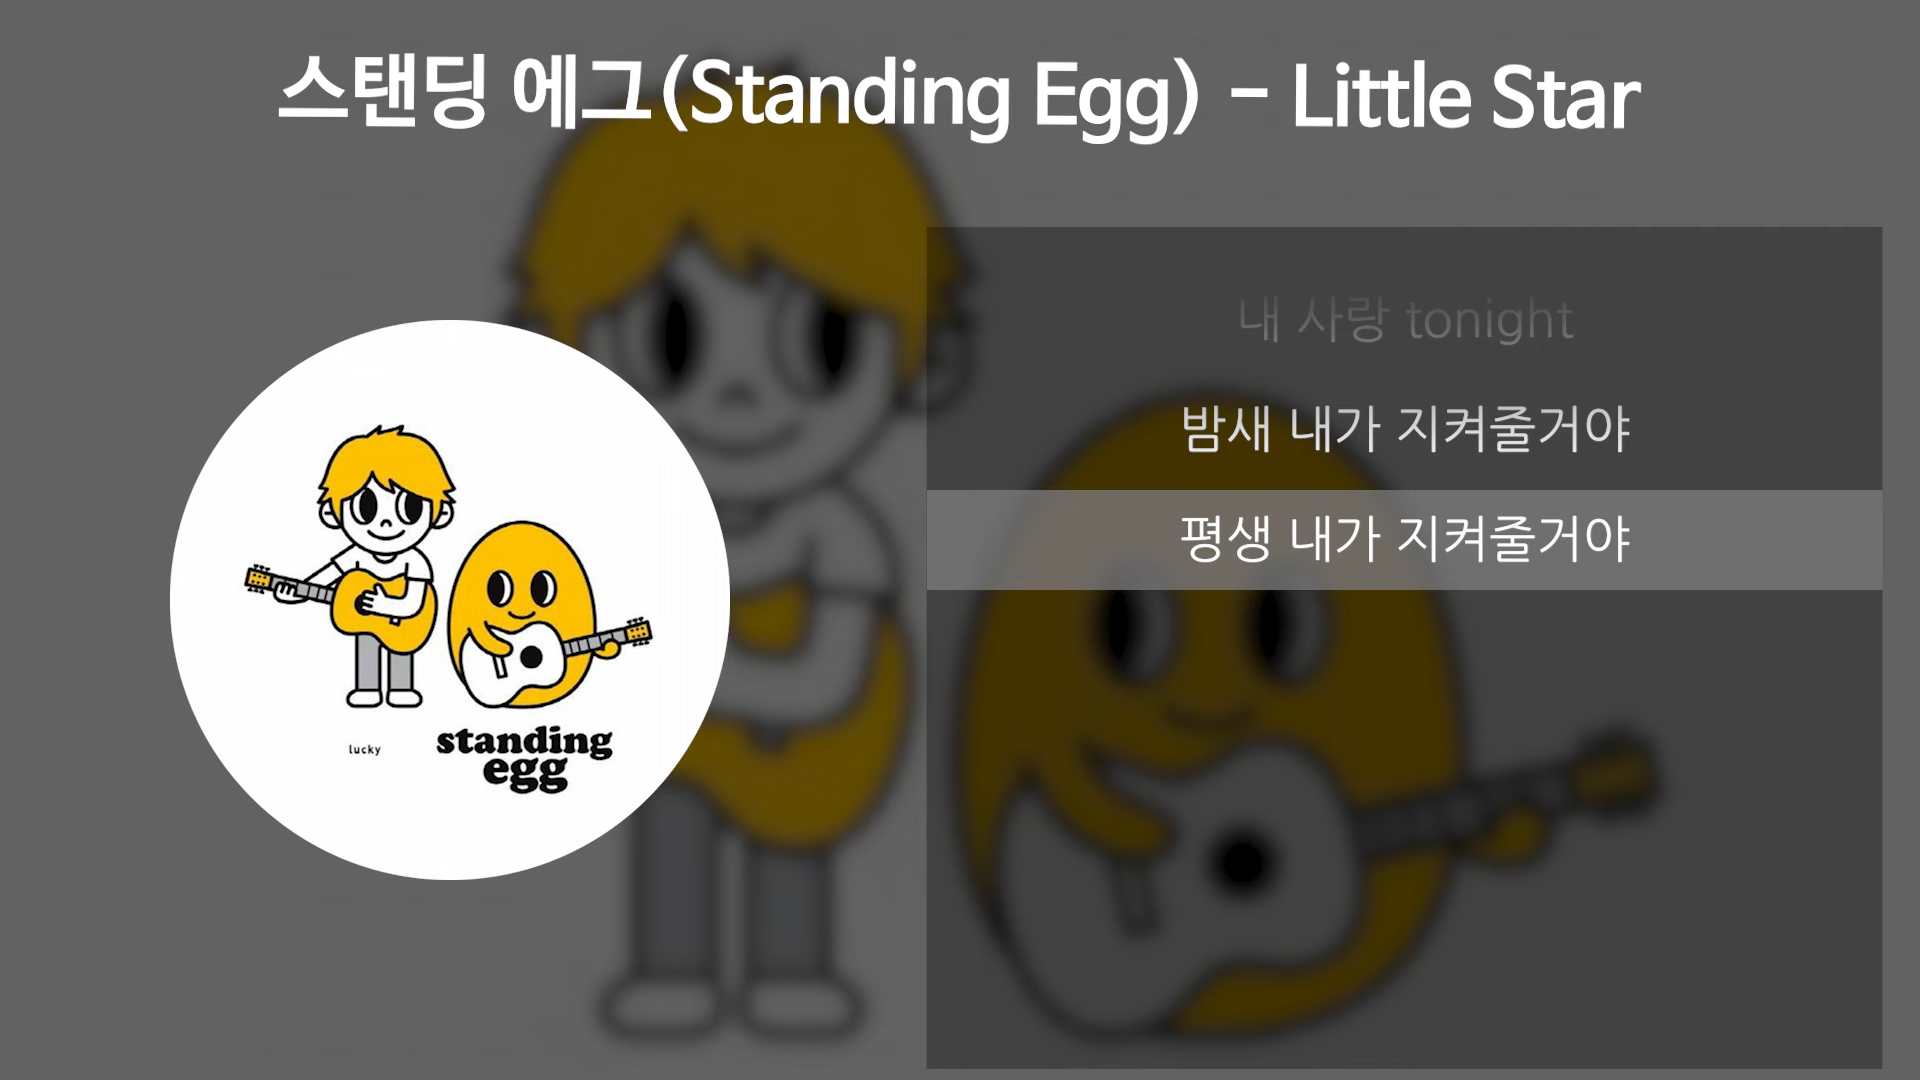 스탠딩 에그(Standing Egg) - Little Star
내 사랑 tonight
밤새 내가 지켜줄거야
평생 내가 지켜줄거야
lucky
standing
egg